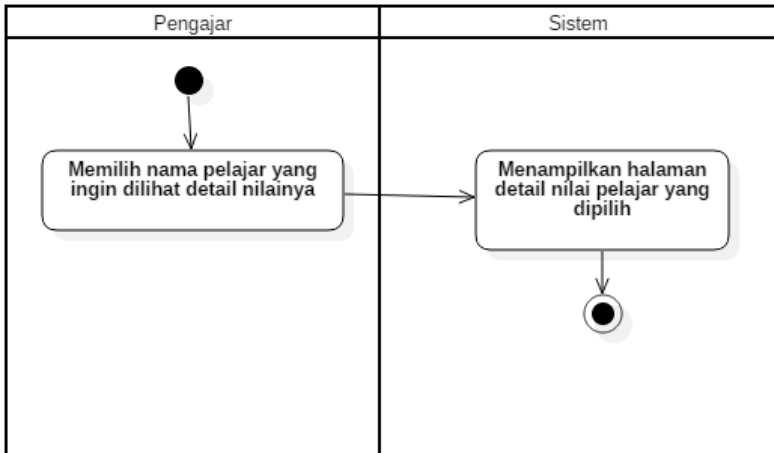 Pengajar
Sistem
Memilih nama pelajar yang
ingin dilihat detail nilainya
Menampilkan halaman
detail nilai pelajar yang
dipilih